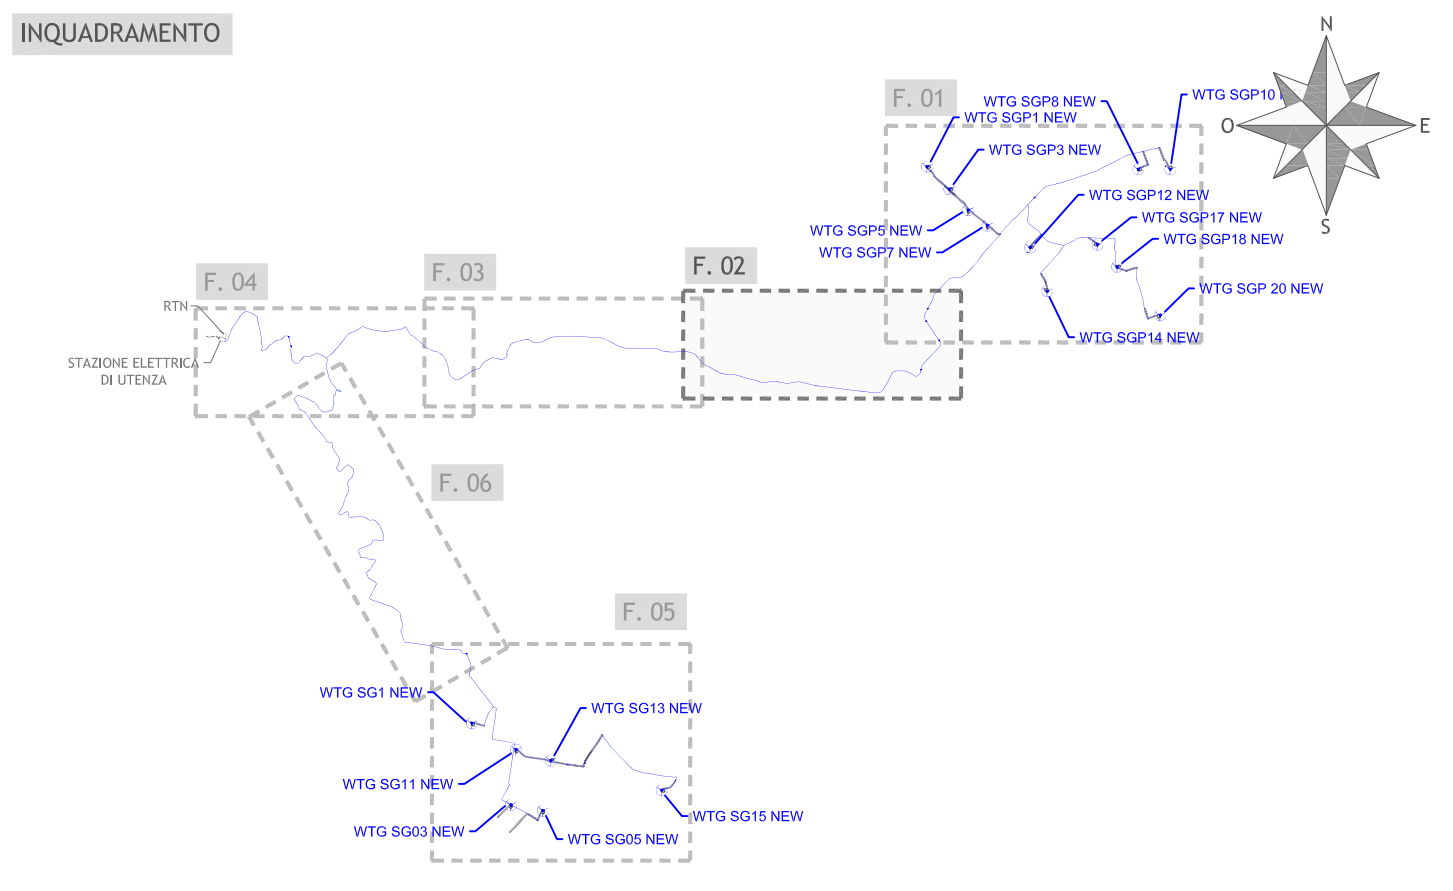 INQUADRAMENTO
N
O
E
S
F. 01
WTG SGP8 NEW
WTG SGP10
WTG SGP1 NEW
WTG SGP3 NEW
WTG SGP12 NEW
WTG SGP17 NEW
WTG SGP5 NEW
WTG SGP18 NEW
WTG SGP7 NEW
WTG SGP 20 NEW
WTG SGP14 NEW
F. 02
F. 03
F. 04
RTN
STAZIONE ELETTRICA
DI UTENZA
F. 06
F. 05
WTG SG1 NEW
WTG SG13 NEW
WTG SG11 NEW
WTG SG15 NEW
WTG SG03 NEW
WTG SG05 NEW